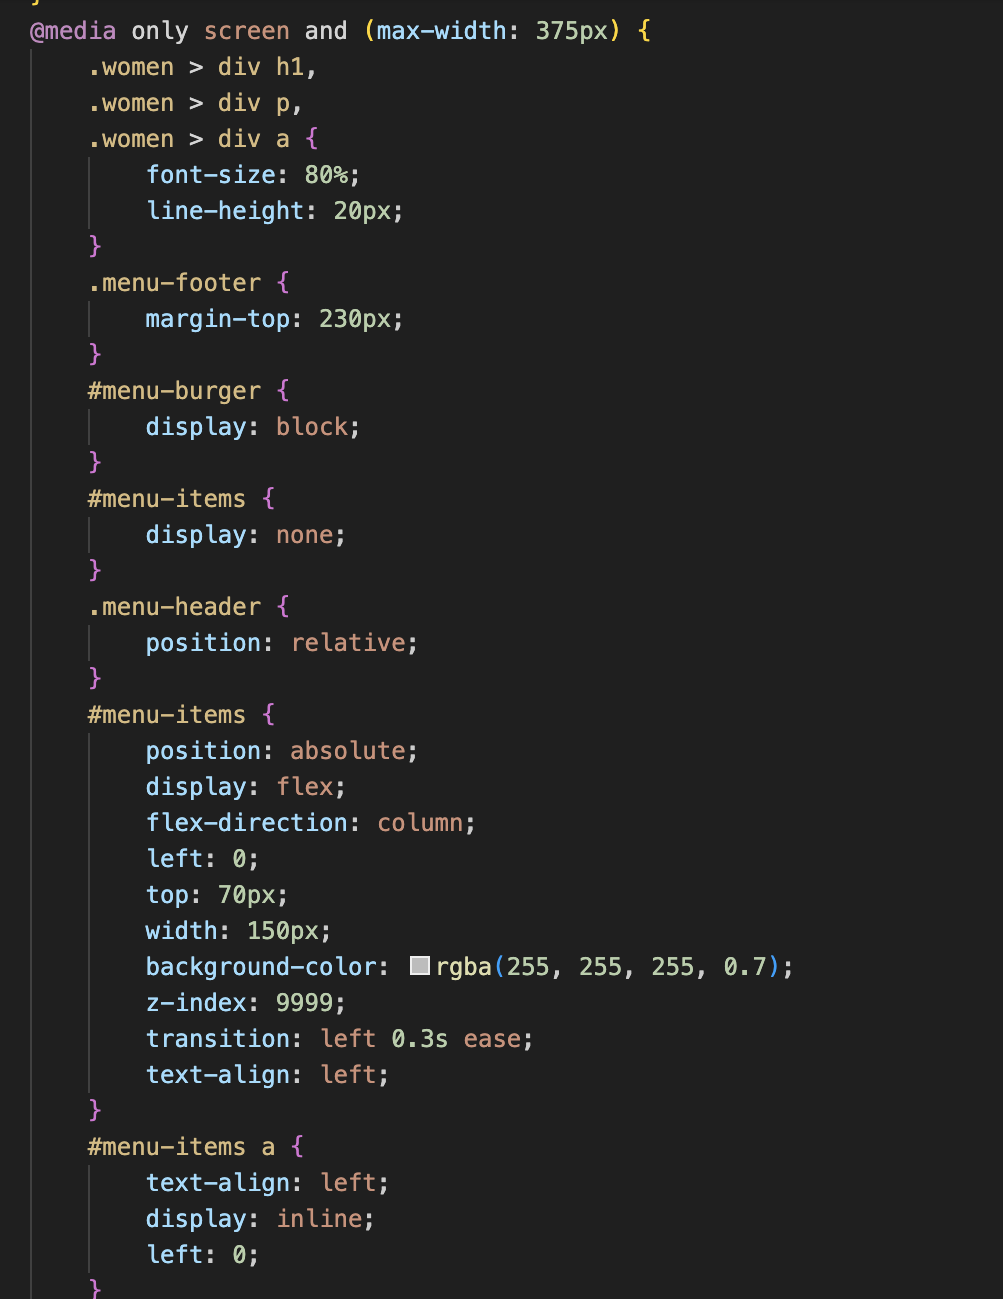 }
@media only screen and (max-width: 375px) {
    .women > div h1,
    .women > div p,
    .women > div a {
        font-size: 80%;
        line-height: 20px;
    }
    .menu-footer {
        margin-top: 230px;
    }
    #menu-burger {
        display: block;
    }
    #menu-items {
        display: none;
    }
    .menu-header {
        position: relative;
    }
    #menu-items {
        position: absolute;
        display: flex;
        flex-direction: column;
        left: 0;
        top: 70px;
        width: 150px;
        background-color: rgba(255, 255, 255, 0.7);
        z-index: 9999;
        transition: left 0.3s ease;
        text-align: left;
    }
    #menu-items a {
        text-align: left;
        display: inline;
        left: 0;
    }